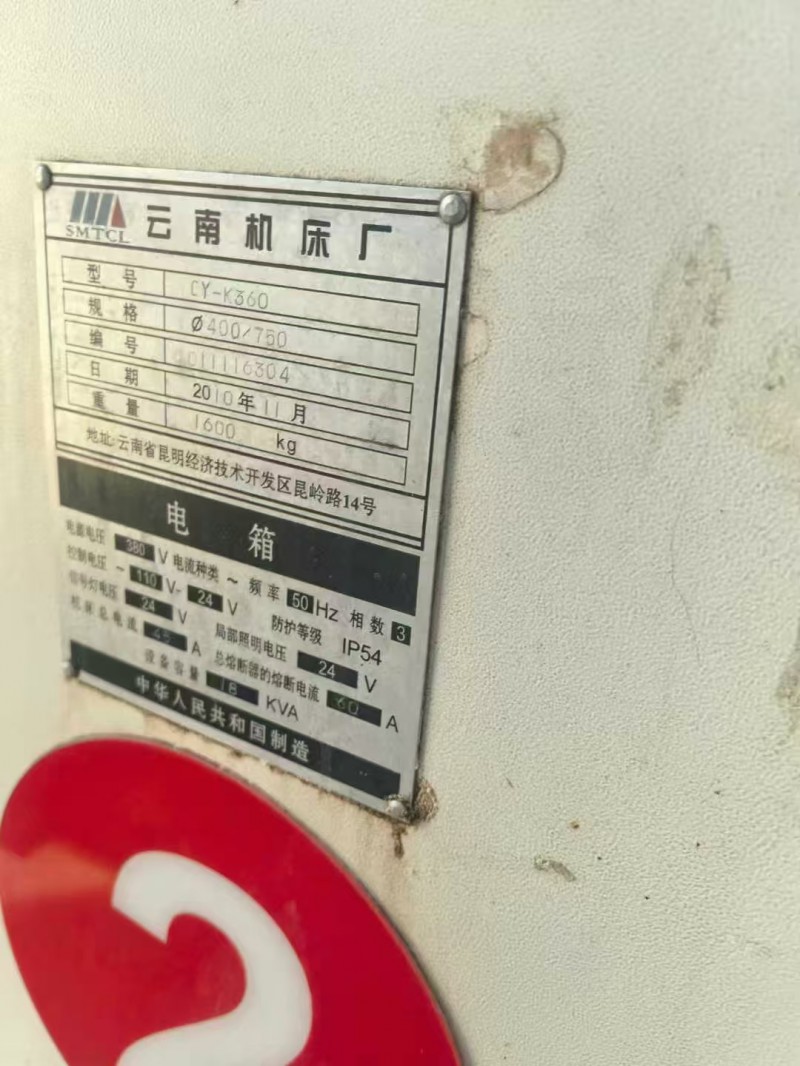 SMTCL 云南机床厂
型号 CY-K360
规格 Ø400/750
编号 0011116304
日期 2010年11月
重量 1600 kg
地址:云南省昆明经济技术开发区昆岭路14号
电箱
电源电压 380 V 电流种类 ~ 频率 50 Hz 相数 3
控制电压 ~ 110 V- 24 V 防护等级 IP54
信号灯电压 24 V 局部照明电压 24 V
机床总电流 A 总熔断器的熔断电流 60 A
设备容量 18 KVA
中华人民共和国制造
2